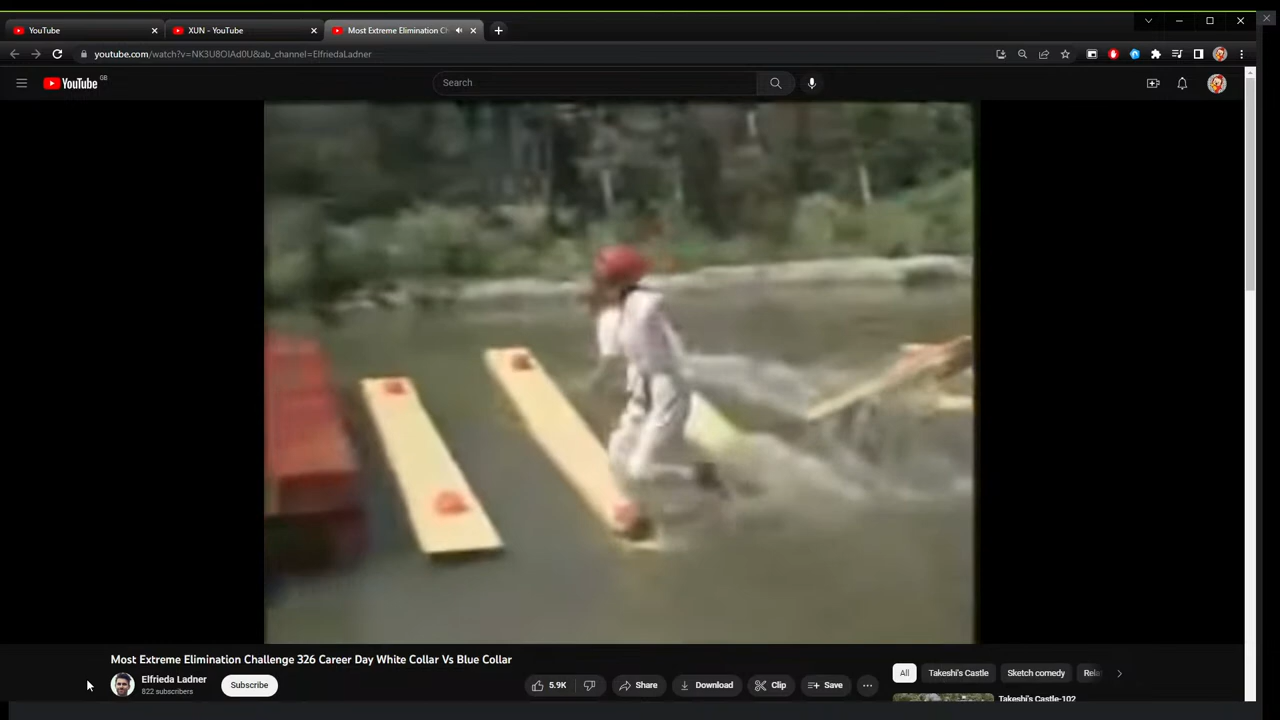 YouTube
XUN - YouTube
Most Extreme Elimination Ch
youtube.com/watch?v=NK3U8OIAd0U&ab_channel=ElfriedaLadner
YouTube GB
Search
Most Extreme Elimination Challenge 326 Career Day White Collar Vs Blue Collar
Elfrieda Ladner
822 subscribers
Subscribe
5.9K
Share
Download
Clip
Save
All
Takeshi's Castle
Sketch comedy
Rela
Takeshi's Castle-102